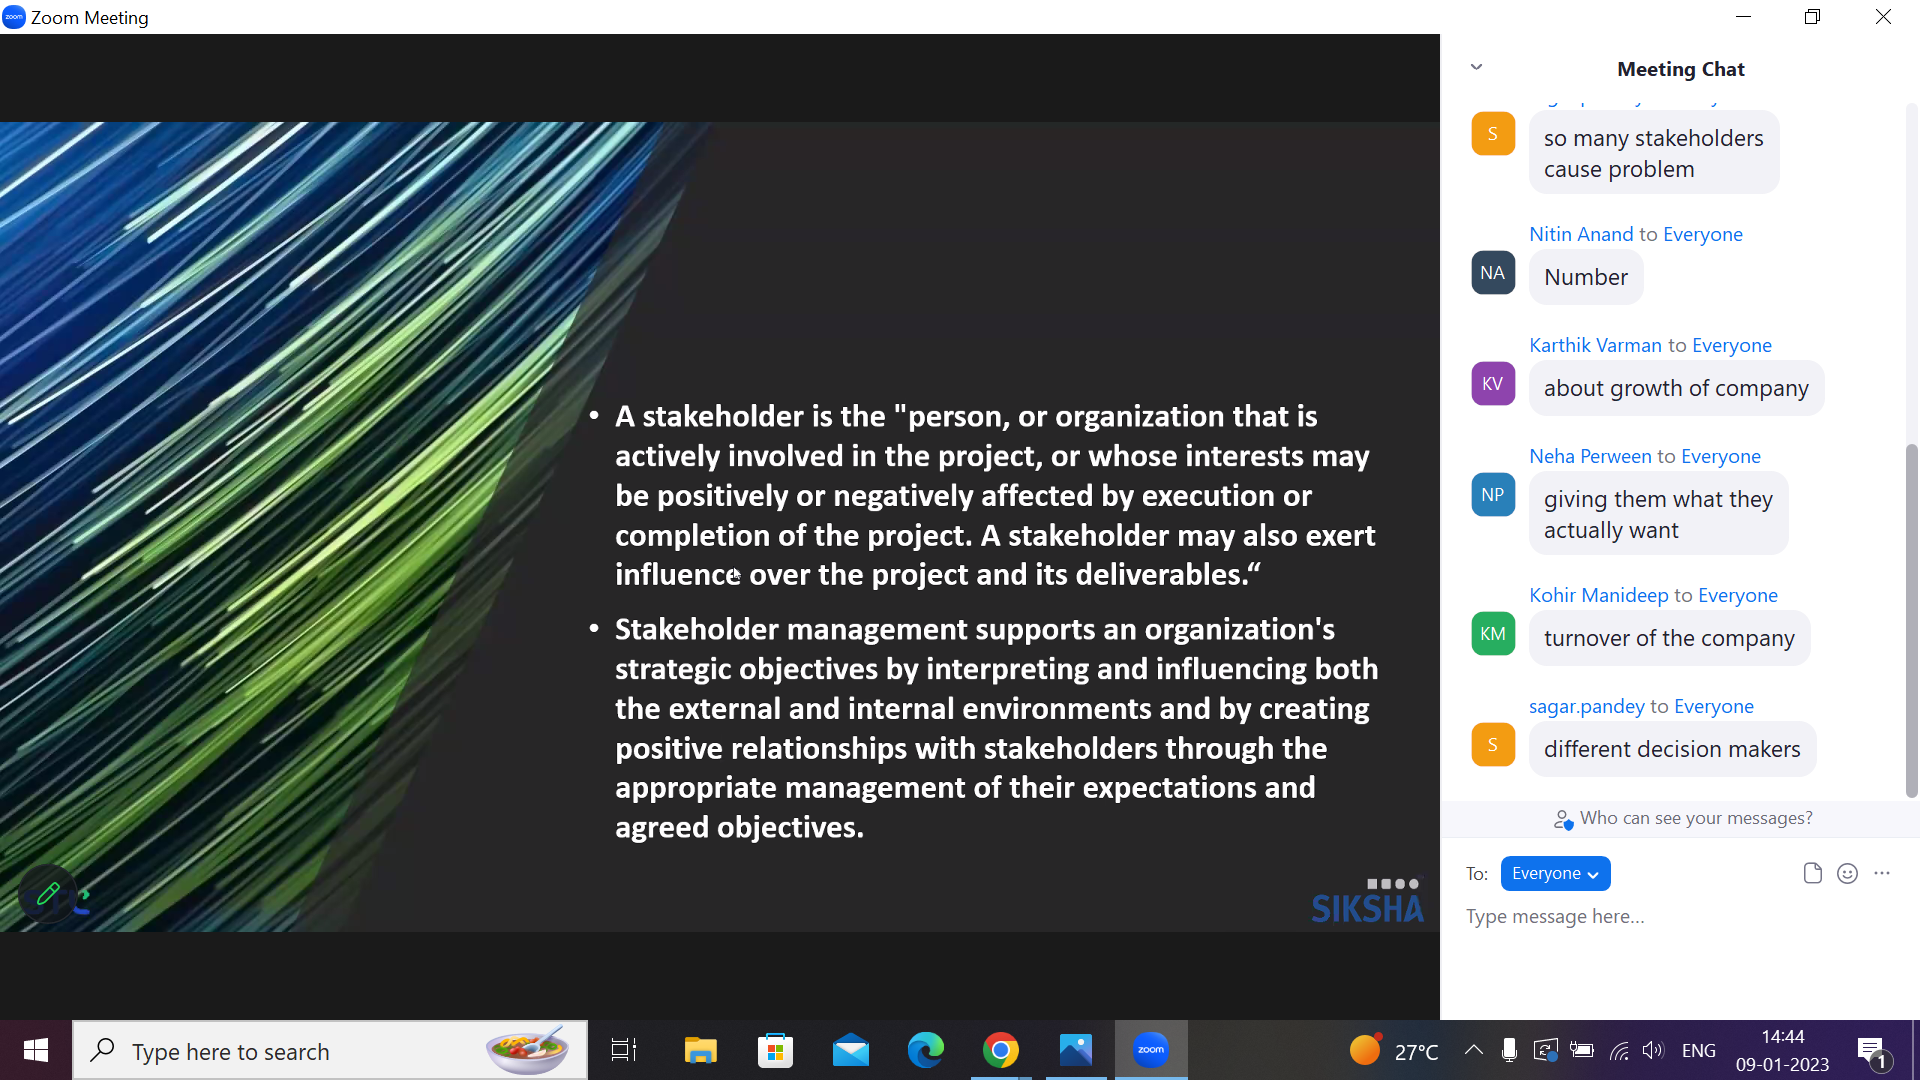 zoom Zoom Meeting
• A stakeholder is the "person, or organization that is
actively involved in the project, or whose interests may
be positively or negatively affected by execution or
completion of the project. A stakeholder may also exert
influence over the project and its deliverables.“
• Stakeholder management supports an organization's
strategic objectives by interpreting and influencing both
the external and internal environments and by creating
positive relationships with stakeholders through the
appropriate management of their expectations and
agreed objectives.
SIKSHA
Meeting Chat
S
so many stakeholders
cause problem
Nitin Anand to Everyone
NA
Number
Karthik Varman to Everyone
KV
about growth of company
Neha Perween to Everyone
NP
giving them what they
actually want
Kohir Manideep to Everyone
KM
turnover of the company
sagar.pandey to Everyone
S
different decision makers
Who can see your messages?
To: Everyone
Type message here...
Type here to search
zoom
27°C
ENG
14:44
09-01-2023
1